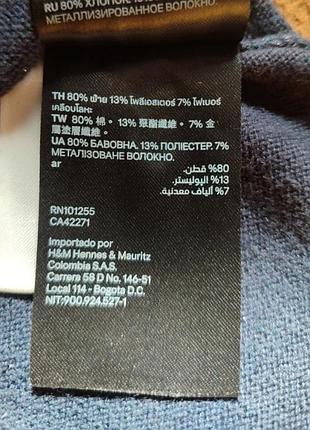 RU 80% ХЛОПОК.
МЕТАЛЛИЗИРОВАННОЕ ВОЛОКНО.
TH 80% ฝ้าย 13% โพลีเอสเตอร์ 7% ไฟเบอร์
เคลือบโลหะ
TW 80% 棉。13% 聚酯纖維。7% 金
屬塗層纖維。
UA 80% БАВОВНА. 13% ПОЛІЕСТЕР. 7%
МЕТАЛІЗОВАНЕ ВОЛОКНО.
ar
80% قطن.
13% البوليستر.
7% ألياف معدنية.
RN101255
CA42271
Importado por
H&M Hennes & Mauritz
Colombia S.A.S.
Carrera 58 D No. 146-51
Local 114 - Bogota D.C.
NIT:900.924.527-1